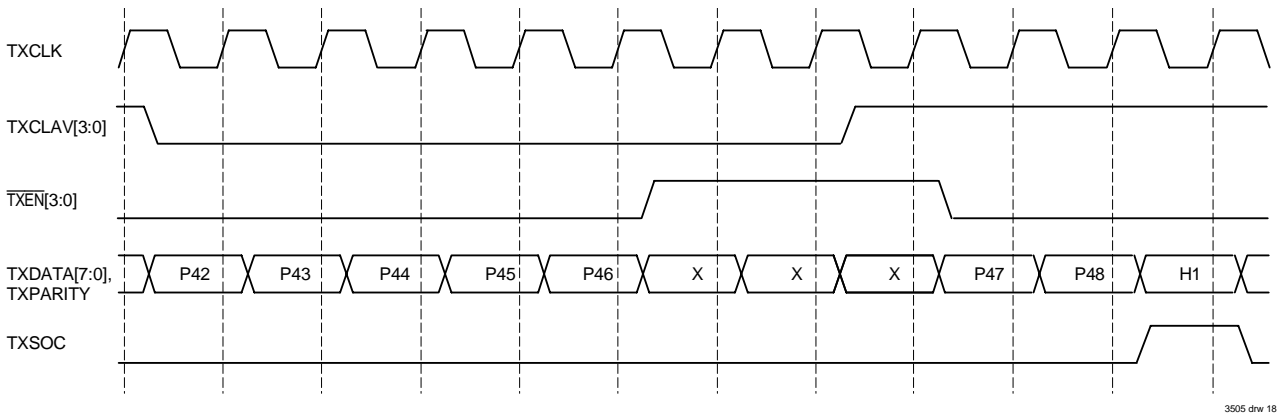 TXCLK
TXCLAV[3:0]
TXEN[3:0]
TXDATA[7:0],
TXPARITY
P42 P43 P44 P45 P46 X X X P47 P48 H1
TXSOC
3505 drw 18